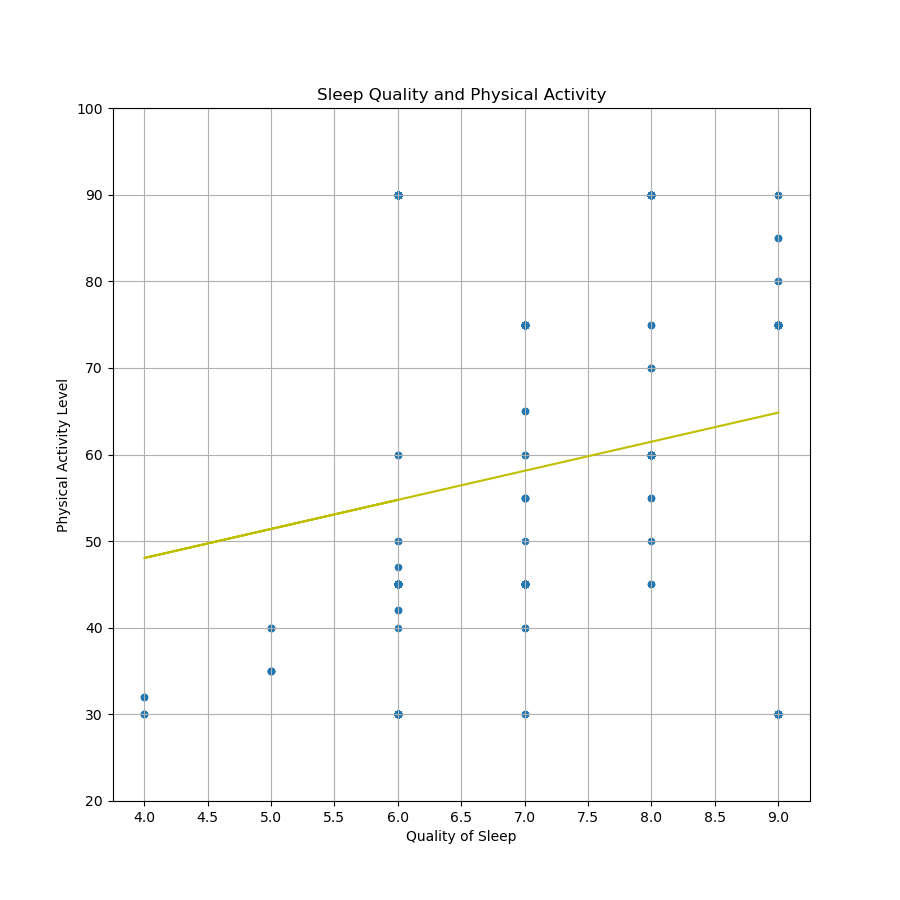 Sleep Quality and Physical Activity
100
90
80
70
60
50
40
30
20
Physical Activity Level
4.0 4.5 5.0 5.5 6.0 6.5 7.0 7.5 8.0 8.5 9.0
Quality of Sleep